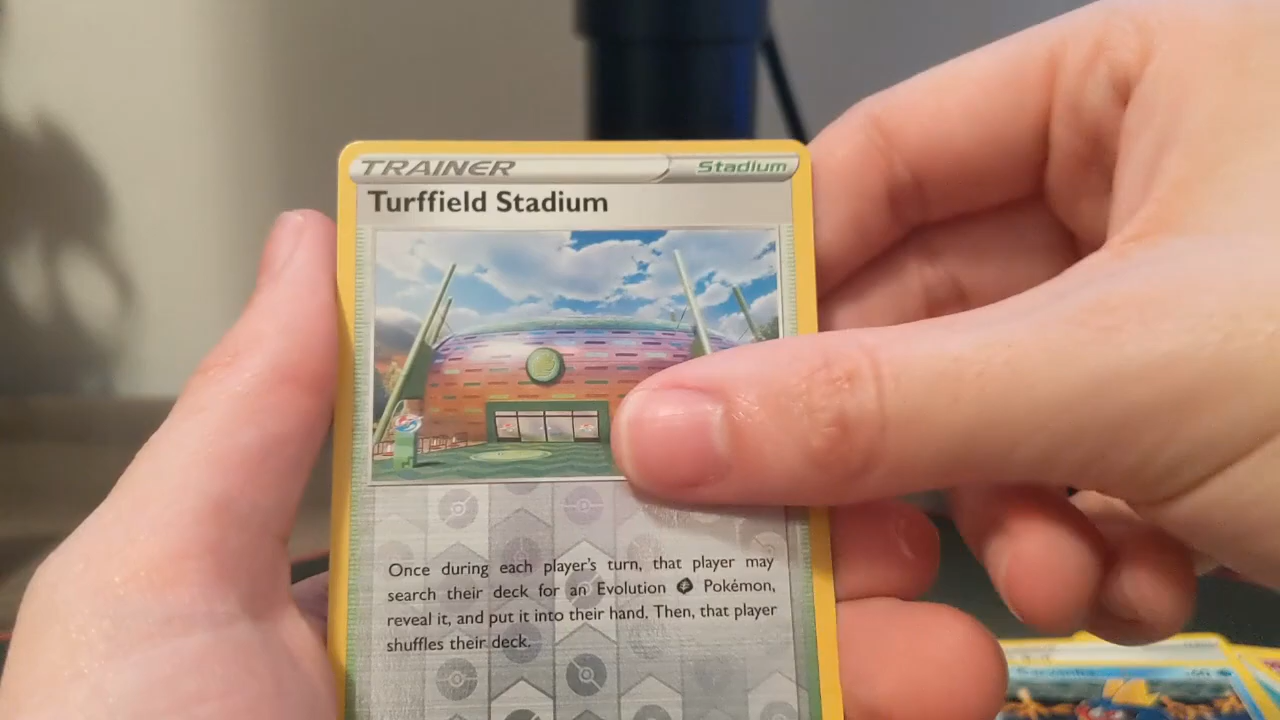 TRAINER Stadium
Turffield Stadium
Once during each player's turn, that player may
search their deck for an Evolution Pokémon,
reveal it, and put it into their hand. Then, that player
shuffles their deck.